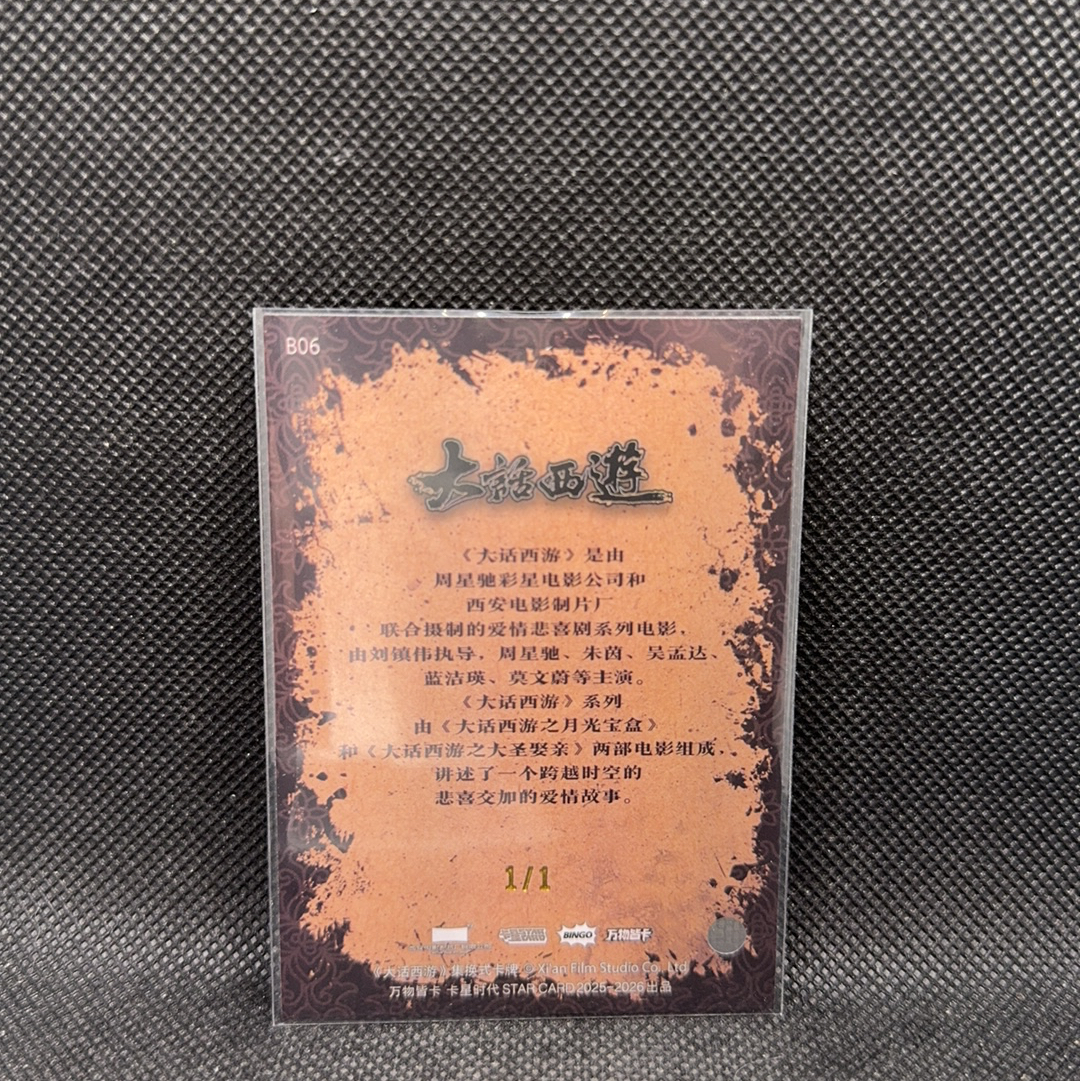 B06
大話西遊
《大话西游》是由
周星驰彩星电影公司和
西安电影制片厂
联合摄制的爱情悲喜剧系列电影，
由刘镇伟执导，周星驰、朱茵、吴孟达、
蓝洁瑛、莫文蔚等主演。
《大话西游》系列
由《大话西游之月光宝盒》
和《大话西游之大圣娶亲》两部电影组成，
讲述了一个跨越时空的
悲喜交加的爱情故事。
1/1
BINGO 万物皆卡
《大话西游》集换式卡牌 © Xi'an Film Studio Co. Ltd
万物皆卡 卡星时代 STAR CARD 2025-2026出品